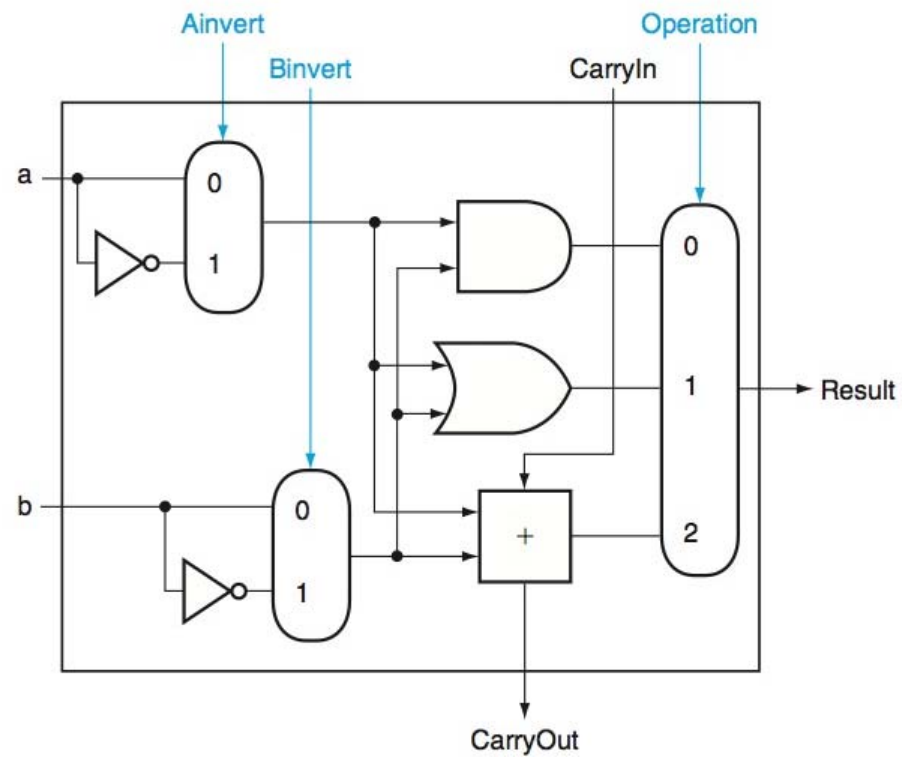 Ainvert
Operation
Binvert
CarryIn
a
0
1
0
1
Result
b
0
1
+
2
CarryOut